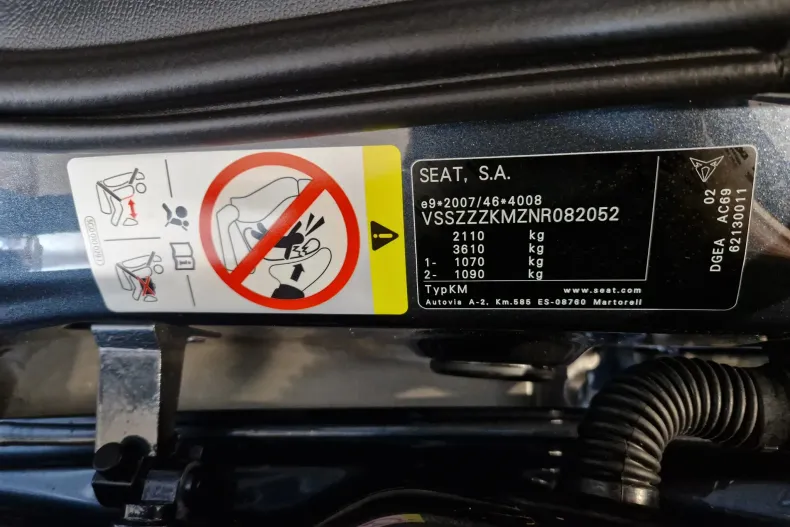 SEAT, S.A.
e9*2007/46*4008
VSSZZZKMZNR082052
2110 kg
3610 kg
1- 1070 kg
2- 1090 kg
TypKM
www.seat.com
Autovia A-2, Km.585 ES-08760 Martorell
02
DGEA AC69
62130011